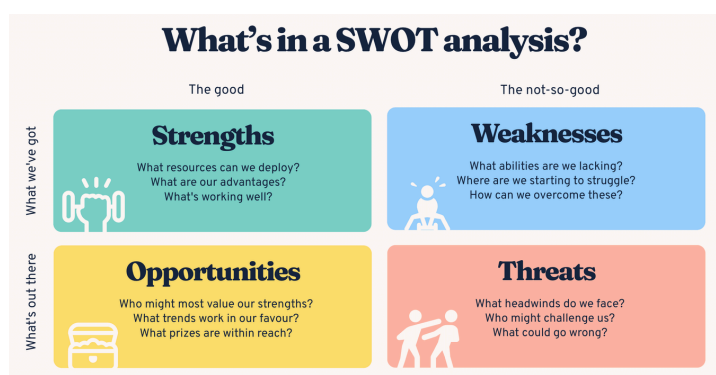 What's in a SWOT analysis?
The good
The not-so-good
What we've got
Strengths
What resources can we deploy?
What are our advantages?
What's working well?
Weaknesses
What abilities are we lacking?
Where are we starting to struggle?
How can we overcome these?
What's out there
Opportunities
Who might most value our strengths?
What trends work in our favour?
What prizes are within reach?
Threats
What headwinds do we face?
Who might challenge us?
What could go wrong?